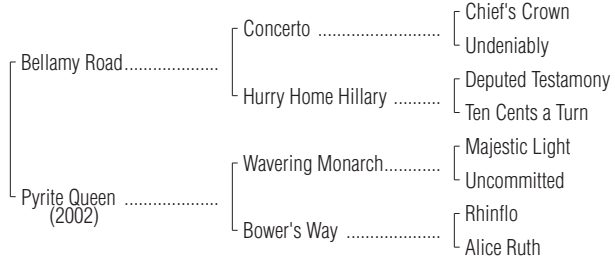 Chief's Crown
Concerto ..........................
Undeniably
Bellamy Road....................
Deputed Testamony
Hurry Home Hillary ..........
Ten Cents a Turn
Majestic Light
Wavering Monarch............
Uncommitted
Pyrite Queen ....................
(2002)
Rhinflo
Bower's Way ....................
Alice Ruth